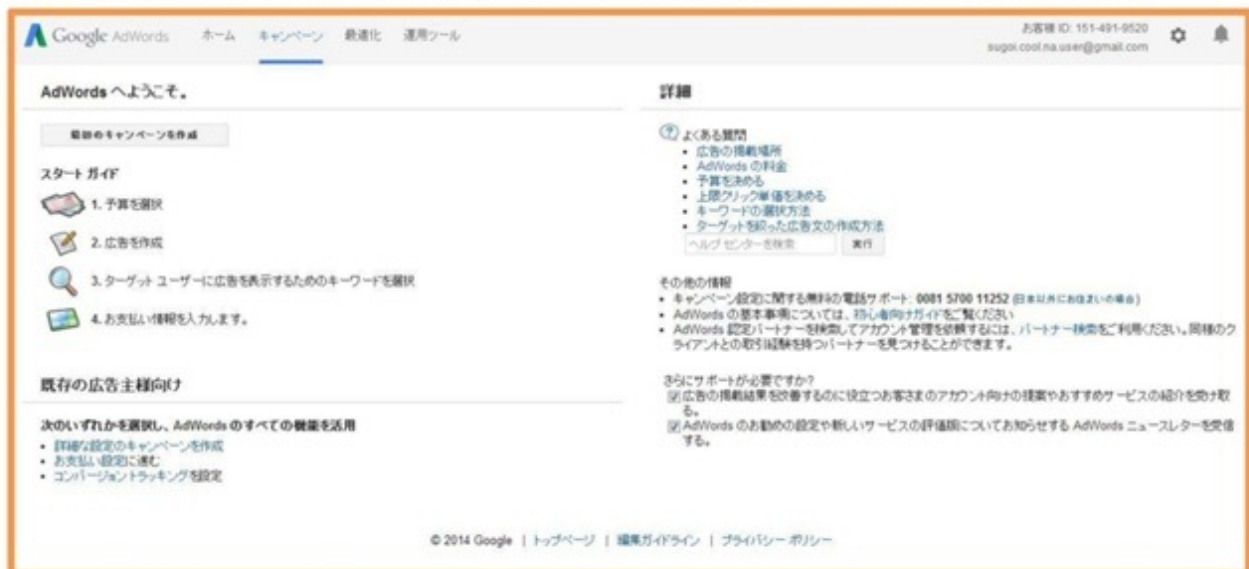 Google AdWords ホーム キャンペーン 最適化 運用ツール
お客様 ID: 151-491-9520
sugoi.cool.na.user@gmail.com
AdWords へようこそ。
最初のキャンペーンを作成
スタート ガイド
1. 予算を選択
2. 広告を作成
3. ターゲット ユーザーに広告を表示するためのキーワードを選択
4. お支払い情報を入力します。
既存の広告主様向け
次のいずれかを選択し、AdWords のすべての機能を活用
• 詳細な設定のキャンペーンを作成
• お支払い設定に進む
• コンバージョントラッキングを設定
詳細
よくある質問
• 広告の掲載場所
• AdWords の料金
• 予算を決める
• 上限クリック単価を決める
• キーワードの選択方法
• ターゲットを絞った広告文の作成方法
ヘルプ センターを検索 実行
その他の情報
• キャンペーン設定に関する無料の電話サポート: 0081 5700 11252 (日本以外にお住まいの場合)
• AdWords の基本事項については、初心者向けガイドをご覧ください
• AdWords 認定パートナーを検索してアカウント管理を依頼するには、パートナー検索をご利用ください。同様のク
ライアントとの取引経験を持つパートナーを見つけることができます。
さらにサポートが必要ですか?
広告の掲載結果を改善するのに役立つお客さまのアカウント向けの提案やおすすめサービスの紹介を受け取
る。
AdWords のお勧めの設定や新しいサービスの評価版についてお知らせする AdWords ニュースレターを受信
する。
© 2014 Google | トップページ | 編集ガイドライン | プライバシー ポリシー